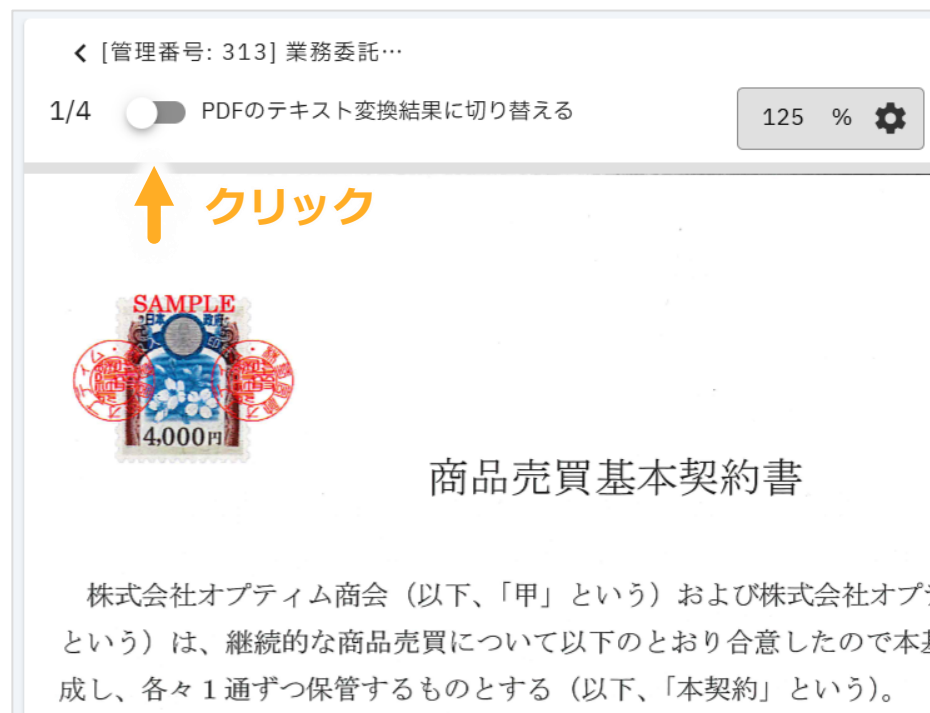 [管理番号: 313] 業務委託…
1/4 PDFのテキスト変換結果に切り替える
125 %
クリック
SAMPLE
日本 政府
印
4,000円
商品売買基本契約書
株式会社オプティム商会（以下、「甲」という）および株式会社オプ
という）は、継続的な商品売買について以下のとおり合意したので本
成し、各々１通ずつ保管するものとする（以下、「本契約」という）。